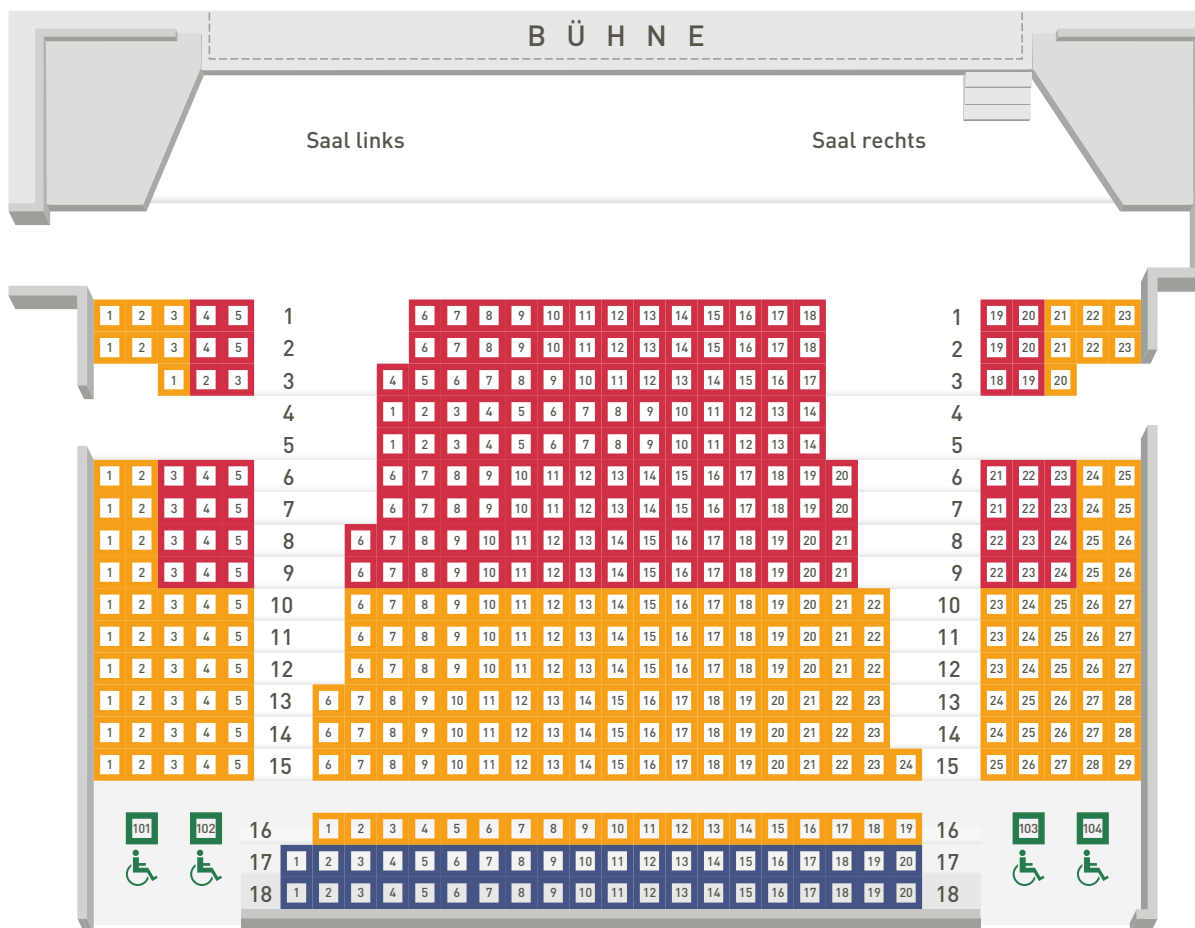 BÜHNE
Saal links Saal rechts
1 2 3 4 5 1 6 7 8 9 10 11 12 13 14 15 16 17 18 1 19 20 21 22 23
1 2 3 4 5 2 6 7 8 9 10 11 12 13 14 15 16 17 18 2 19 20 21 22 23
1 2 3 3 4 5 6 7 8 9 10 11 12 13 14 15 16 17 3 18 19 20
4 1 2 3 4 5 6 7 8 9 10 11 12 13 14 4
5 1 2 3 4 5 6 7 8 9 10 11 12 13 14 5
1 2 3 4 5 6 6 7 8 9 10 11 12 13 14 15 16 17 18 19 20 6 21 22 23 24 25
1 2 3 4 5 7 6 7 8 9 10 11 12 13 14 15 16 17 18 19 20 7 21 22 23 24 25
1 2 3 4 5 8 6 7 8 9 10 11 12 13 14 15 16 17 18 19 20 21 8 22 23 24 25 26
1 2 3 4 5 9 6 7 8 9 10 11 12 13 14 15 16 17 18 19 20 21 9 22 23 24 25 26
1 2 3 4 5 10 6 7 8 9 10 11 12 13 14 15 16 17 18 19 20 21 22 10 23 24 25 26 27
1 2 3 4 5 11 6 7 8 9 10 11 12 13 14 15 16 17 18 19 20 21 22 11 23 24 25 26 27
1 2 3 4 5 12 6 7 8 9 10 11 12 13 14 15 16 17 18 19 20 21 22 12 23 24 25 26 27
1 2 3 4 5 13 6 7 8 9 10 11 12 13 14 15 16 17 18 19 20 21 22 23 13 24 25 26 27 28
1 2 3 4 5 14 6 7 8 9 10 11 12 13 14 15 16 17 18 19 20 21 22 23 14 24 25 26 27 28
1 2 3 4 5 15 6 7 8 9 10 11 12 13 14 15 16 17 18 19 20 21 22 23 24 15 25 26 27 28 29
101 102 16 1 2 3 4 5 6 7 8 9 10 11 12 13 14 15 16 17 18 19 16 103 104
17 1 2 3 4 5 6 7 8 9 10 11 12 13 14 15 16 17 18 19 20 17
18 1 2 3 4 5 6 7 8 9 10 11 12 13 14 15 16 17 18 19 20 18